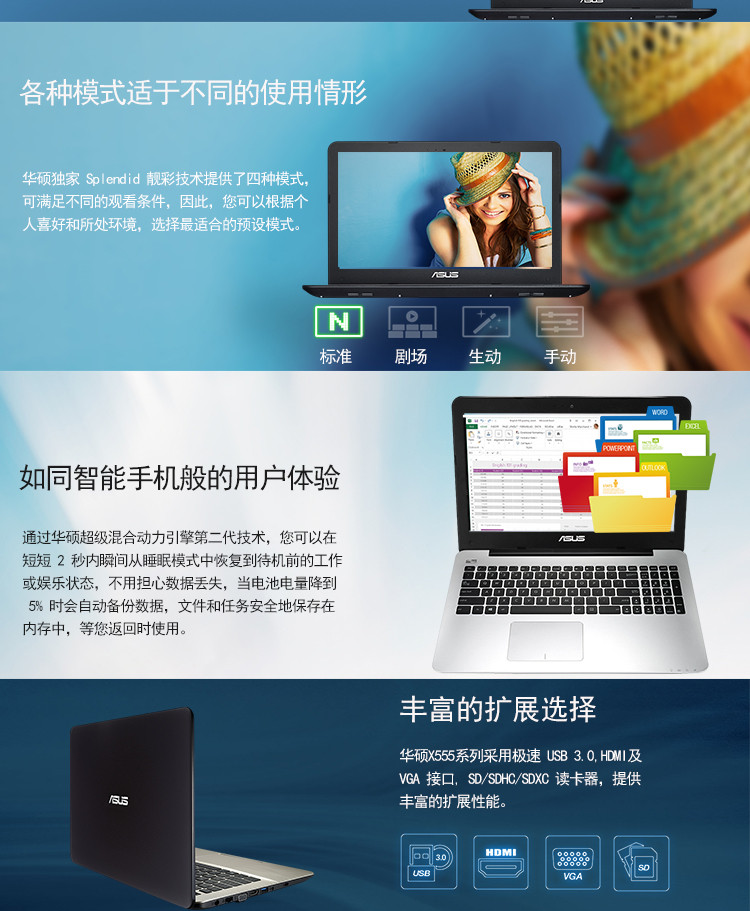 ASUS
各种模式适于不同的使用情形
华硕独家 Splendid 靓彩技术提供了四种模式，
可满足不同的观看条件，因此，您可以根据个
人喜好和所处环境，选择最适合的预设模式。
ASUS
N
标准 剧场 生动 手动
如同智能手机般的用户体验
通过华硕超级混合动力引擎第二代技术，您可以在
短短 2 秒内瞬间从睡眠模式中恢复到待机前的工作
或娱乐状态，不用担心数据丢失，当电池电量降到
5% 时会自动备份数据，文件和任务安全地保存在
内存中，等您返回时使用。
WORD
EXCEL
POWERPOINT
OUTLOOK
ASUS
丰富的扩展选择
华硕X555系列采用极速 USB 3.0,HDMI及
VGA 接口, SD/SDHC/SDXC 读卡器，提供
丰富的扩展性能。
ASUS
3.0
USB
HDMI
VGA
SD